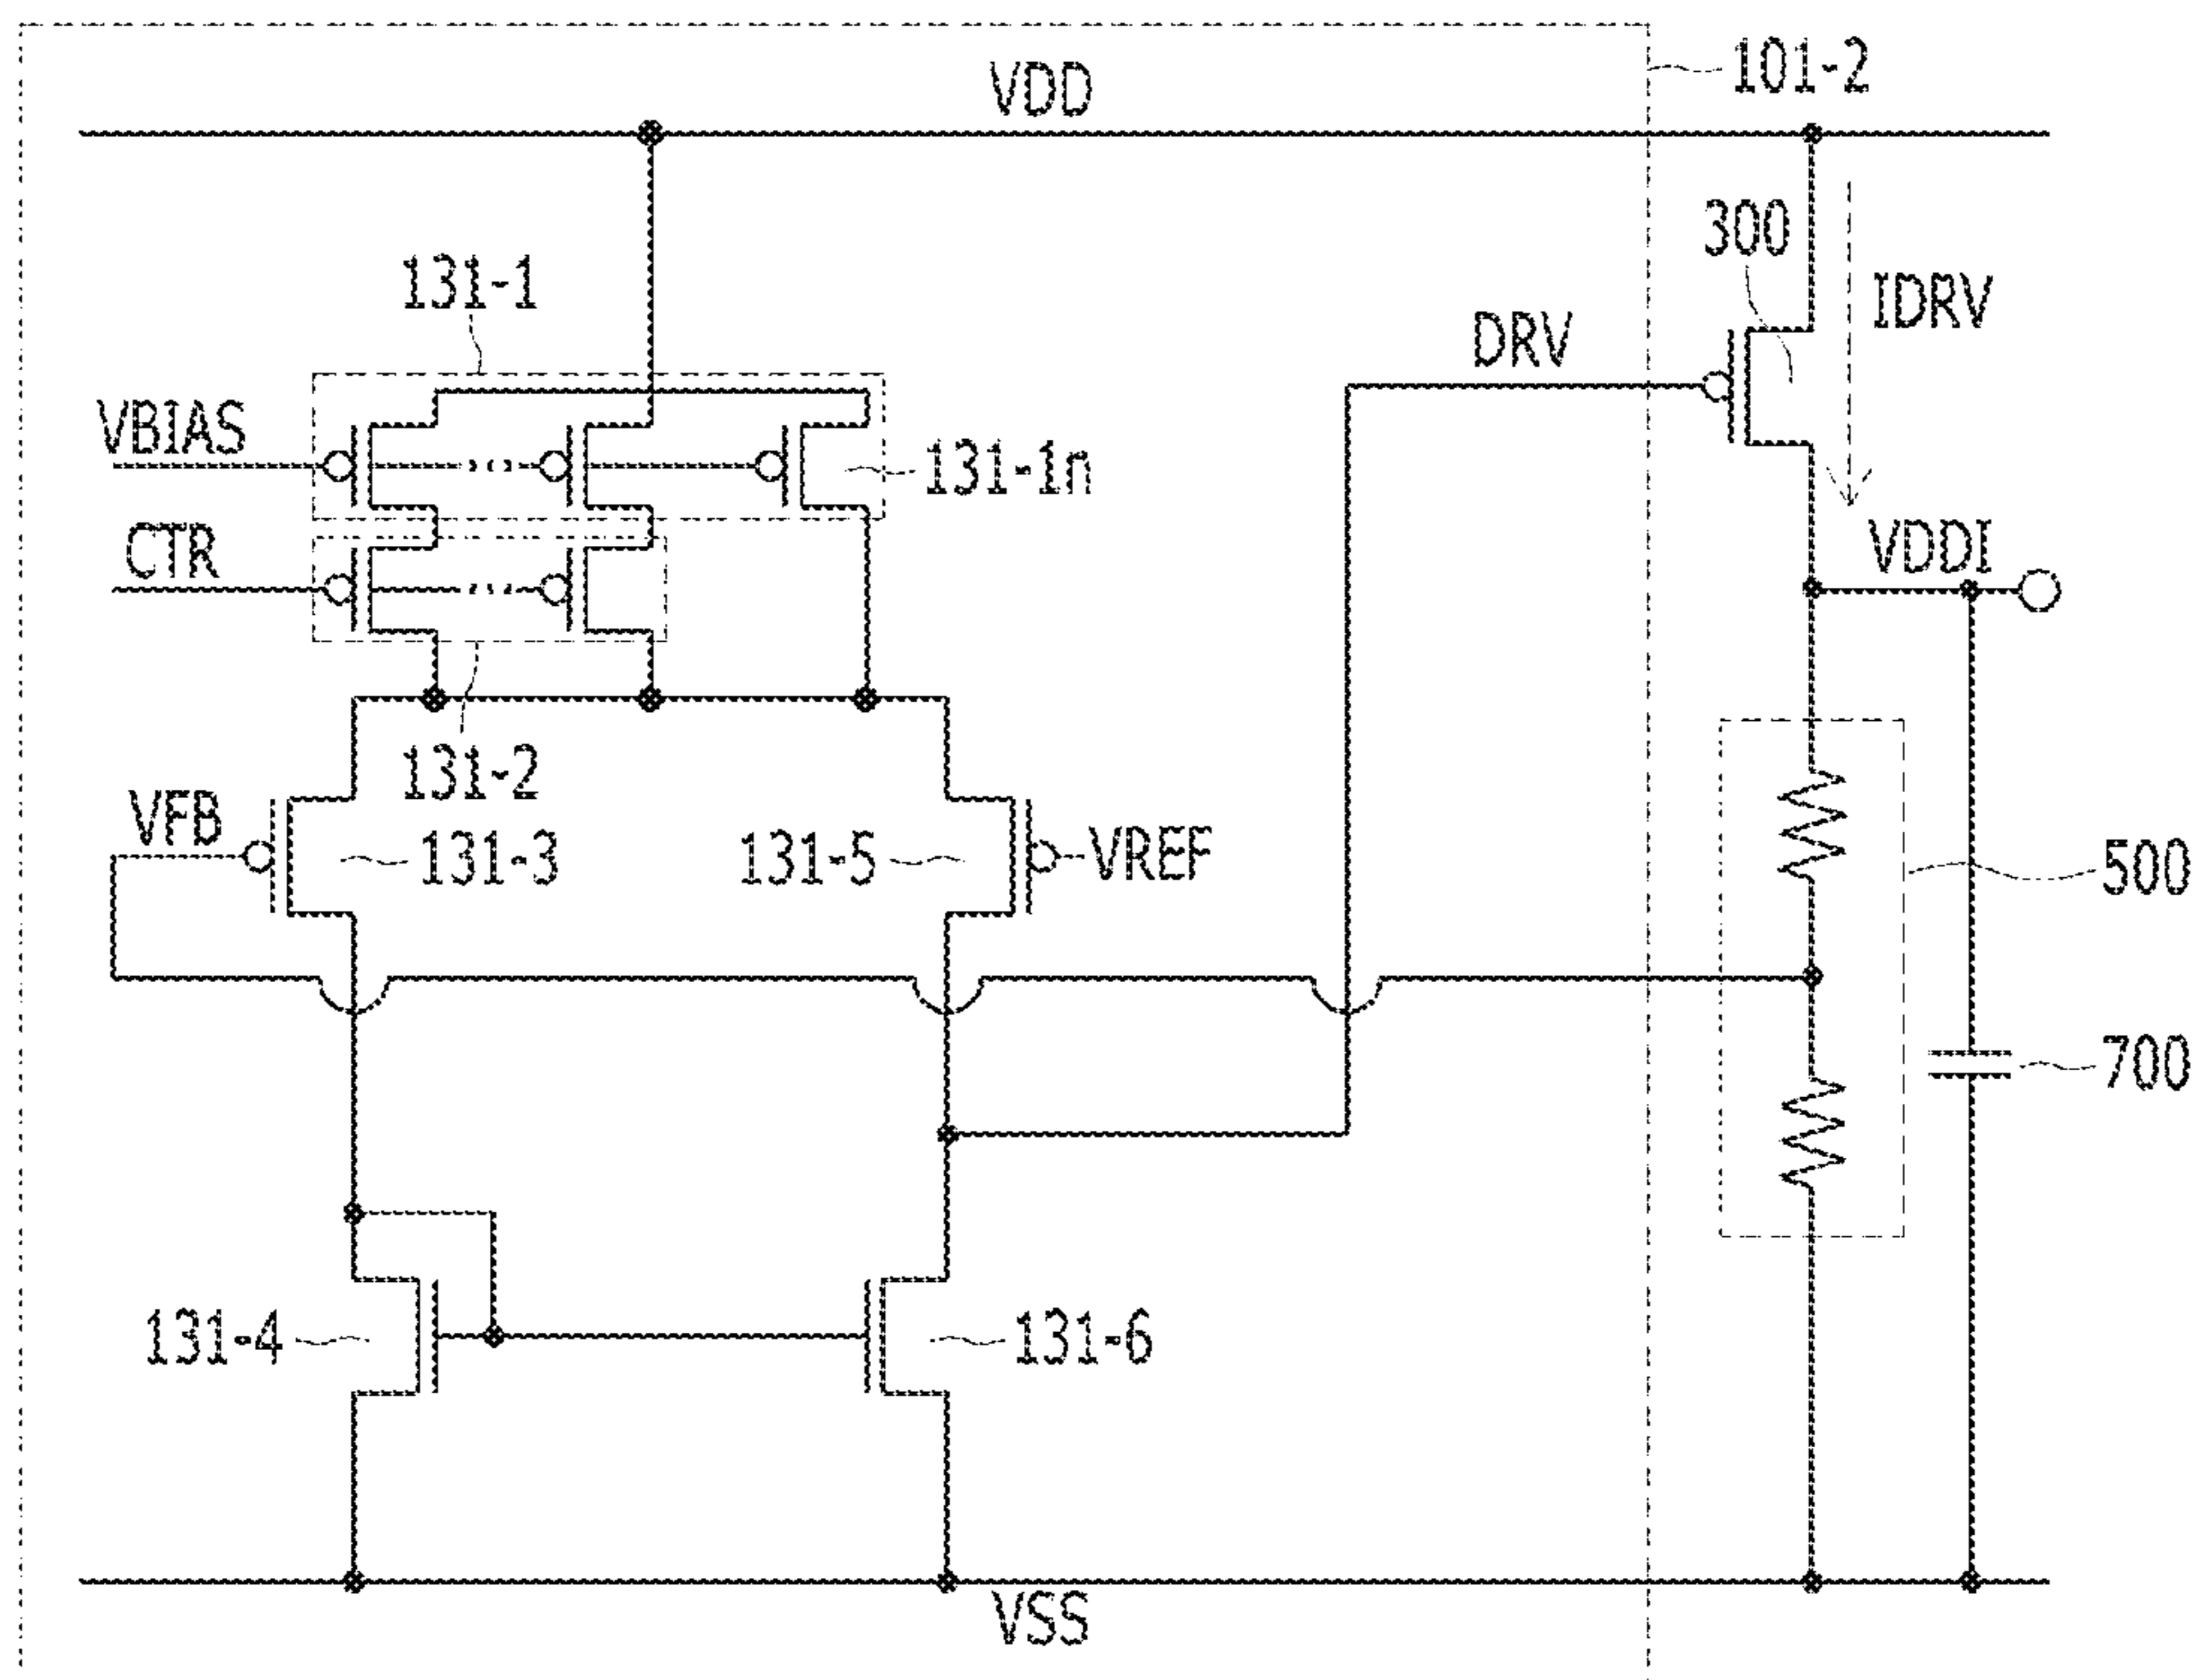 101-2
VDD
300
131-1
IDRV
DRV
VBIAS
131-1n
CTR
VDDI
131-2
VFB
131-3
131-5
VREF
500
700
131-4
131-6
VSS